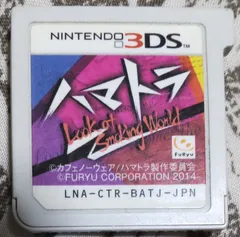 NINTENDO 3DS
ハマトラ
Look at Smoking World
FURYU
©カフェノーウェア/ハマトラ製作委員会
©FURYU CORPORATION 2014
LNA-CTR-BATJ-JPN